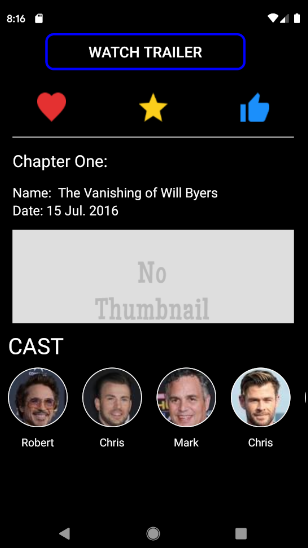 8:16
WATCH TRAILER
Chapter One:
Name: The Vanishing of Will Byers
Date: 15 Jul. 2016
No
Thumbnail
CAST
Robert
Chris
Mark
Chris